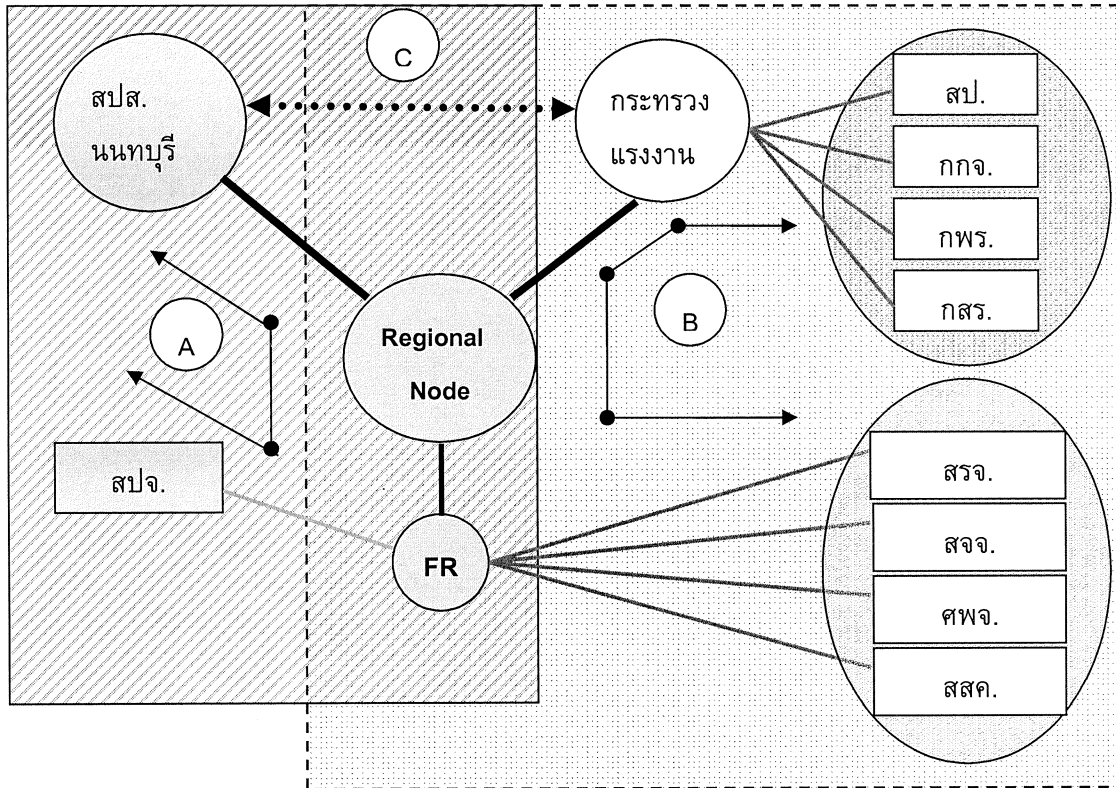 C
สปส.
นนทบุรี
กระทรวง
แรงงาน
สป.
กกจ.
กพร.
กสร.
A
B
Regional
Node
สปจ.
FR
สรจ.
สจจ.
ศพจ.
สสค.